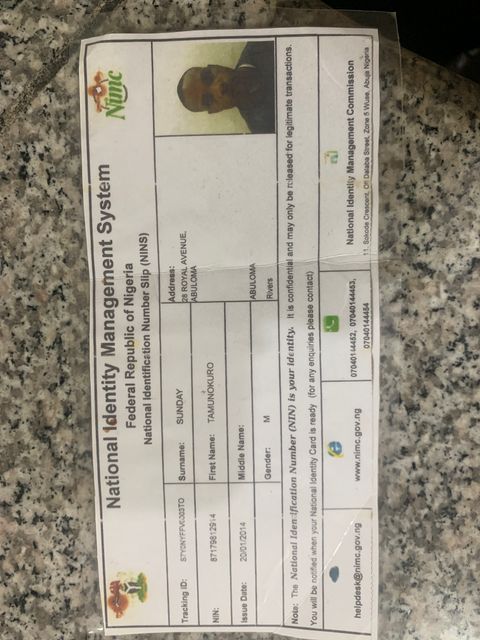 National Identity Management System
Federal Republic of Nigeria
National Identification Number Slip (NINS)
Nimc
Tracking ID:
Surname: SUNDAY
Address:
28 ROYAL AVENUE,
ABULOMA
NIN: 87179812914
First Name: TAMUNOKURO
Issue Date: 20/01/2014
Middle Name:
ABULOMA
Gender: M
Rivers
Note: The National Identification Number (NIN) is your identity. It is confidential and may only be released for legitimate transactions.
You will be notified when your National Identity Card is ready (for any enquiries please contact)
helpdesk@nimc.gov.ng
www.nimc.gov.ng
07040144452, 07040144453,
07040144454
National Identity Management Commission
11, Sokode Crescent, Off Dalaba Street, Zone 5 Wuse, Abuja Nigeria